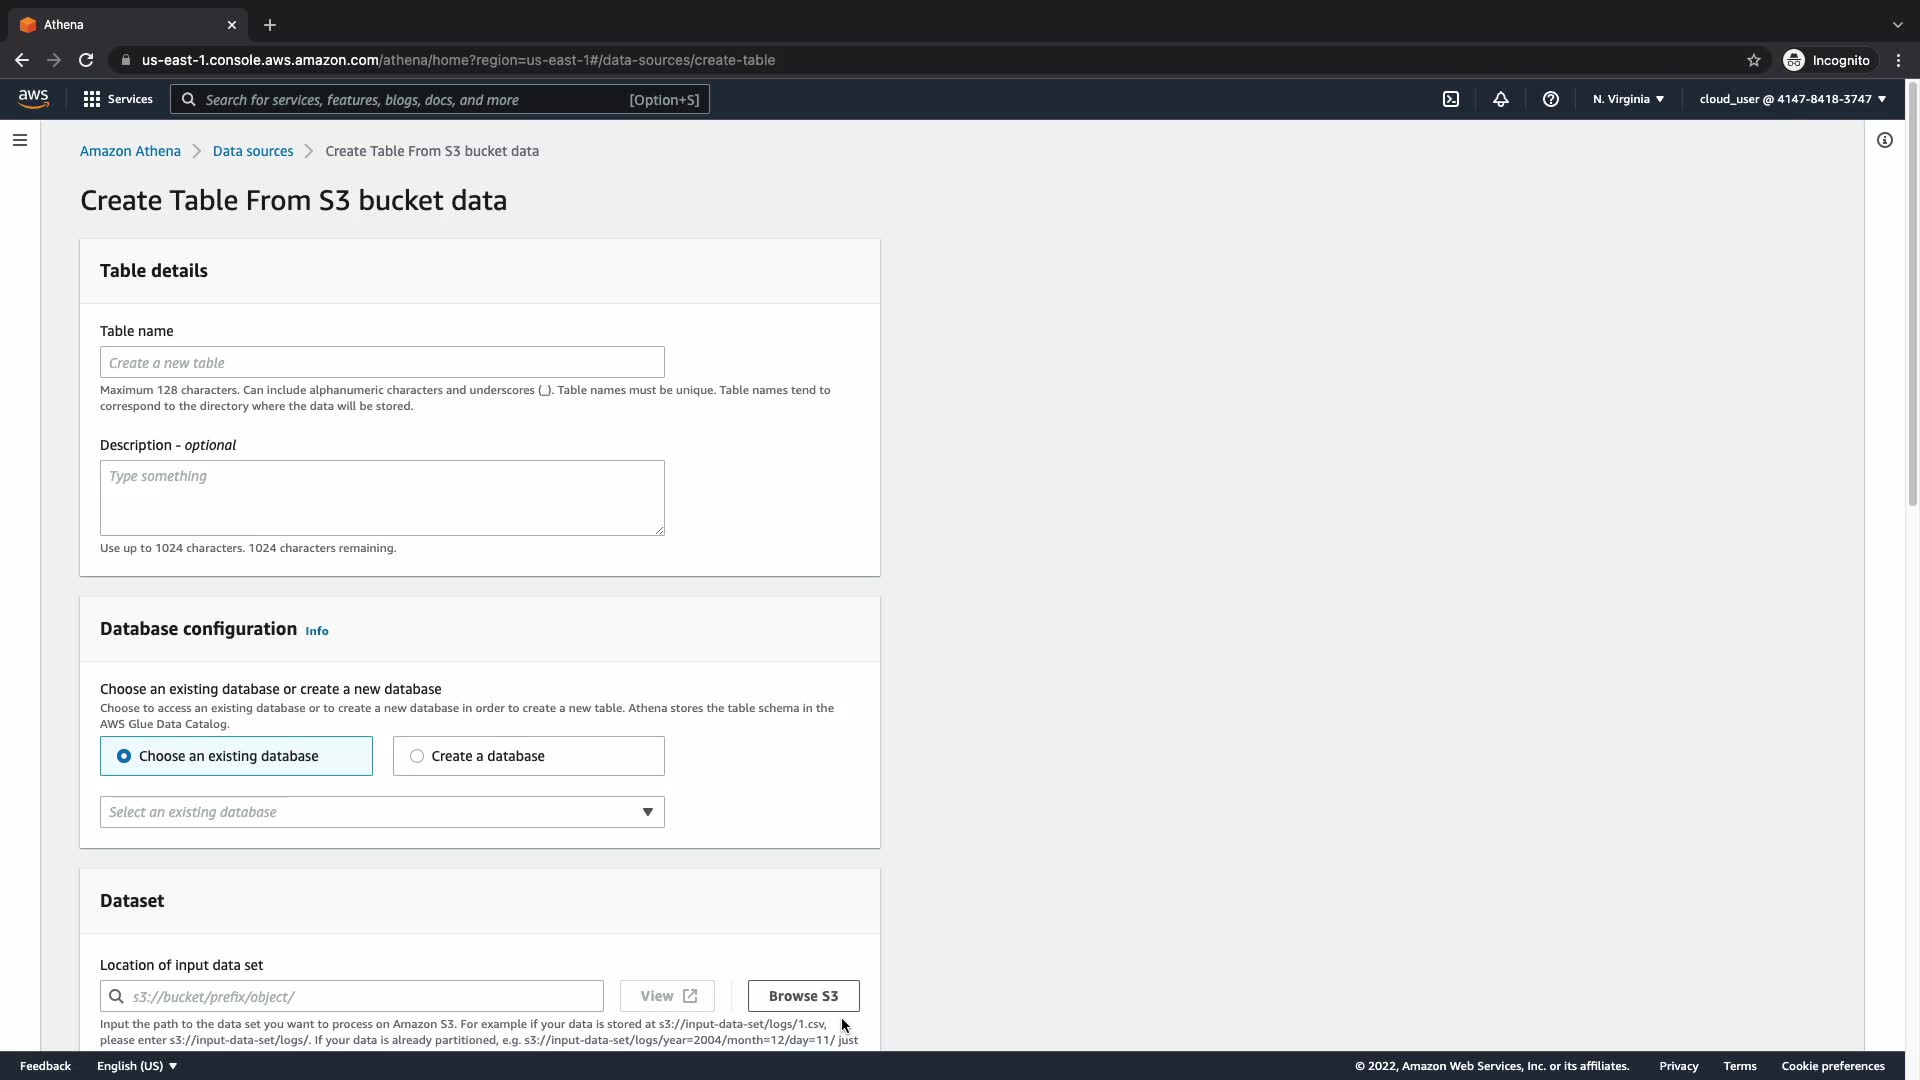 Athena
us-east-1.console.aws.amazon.com/athena/home?region=us-east-1#/data-sources/create-table
Incognito
aws
Services
Search for services, features, blogs, docs, and more
[Option+S]
N. Virginia
cloud_user @ 4147-8418-3747
Amazon Athena
Data sources
Create Table From S3 bucket data
Create Table From S3 bucket data
Table details
Table name
Create a new table
Maximum 128 characters. Can include alphanumeric characters and underscores (_). Table names must be unique. Table names tend to
correspond to the directory where the data will be stored.
Description - optional
Type something
Use up to 1024 characters. 1024 characters remaining.
Database configuration Info
Choose an existing database or create a new database
Choose to access an existing database or to create a new database in order to create a new table. Athena stores the table schema in the
AWS Glue Data Catalog.
Choose an existing database
Create a database
Select an existing database
Dataset
Location of input data set
s3://bucket/prefix/object/
View
Browse S3
Input the path to the data set you want to process on Amazon S3. For example if your data is stored at s3://input-data-set/logs/1.csv,
please enter s3://input-data-set/logs/. If your data is already partitioned, e.g. s3://input-data-set/logs/year=2004/month=12/day=11/ just
Feedback
English (US)
© 2022, Amazon Web Services, Inc. or its affiliates.
Privacy
Terms
Cookie preferences